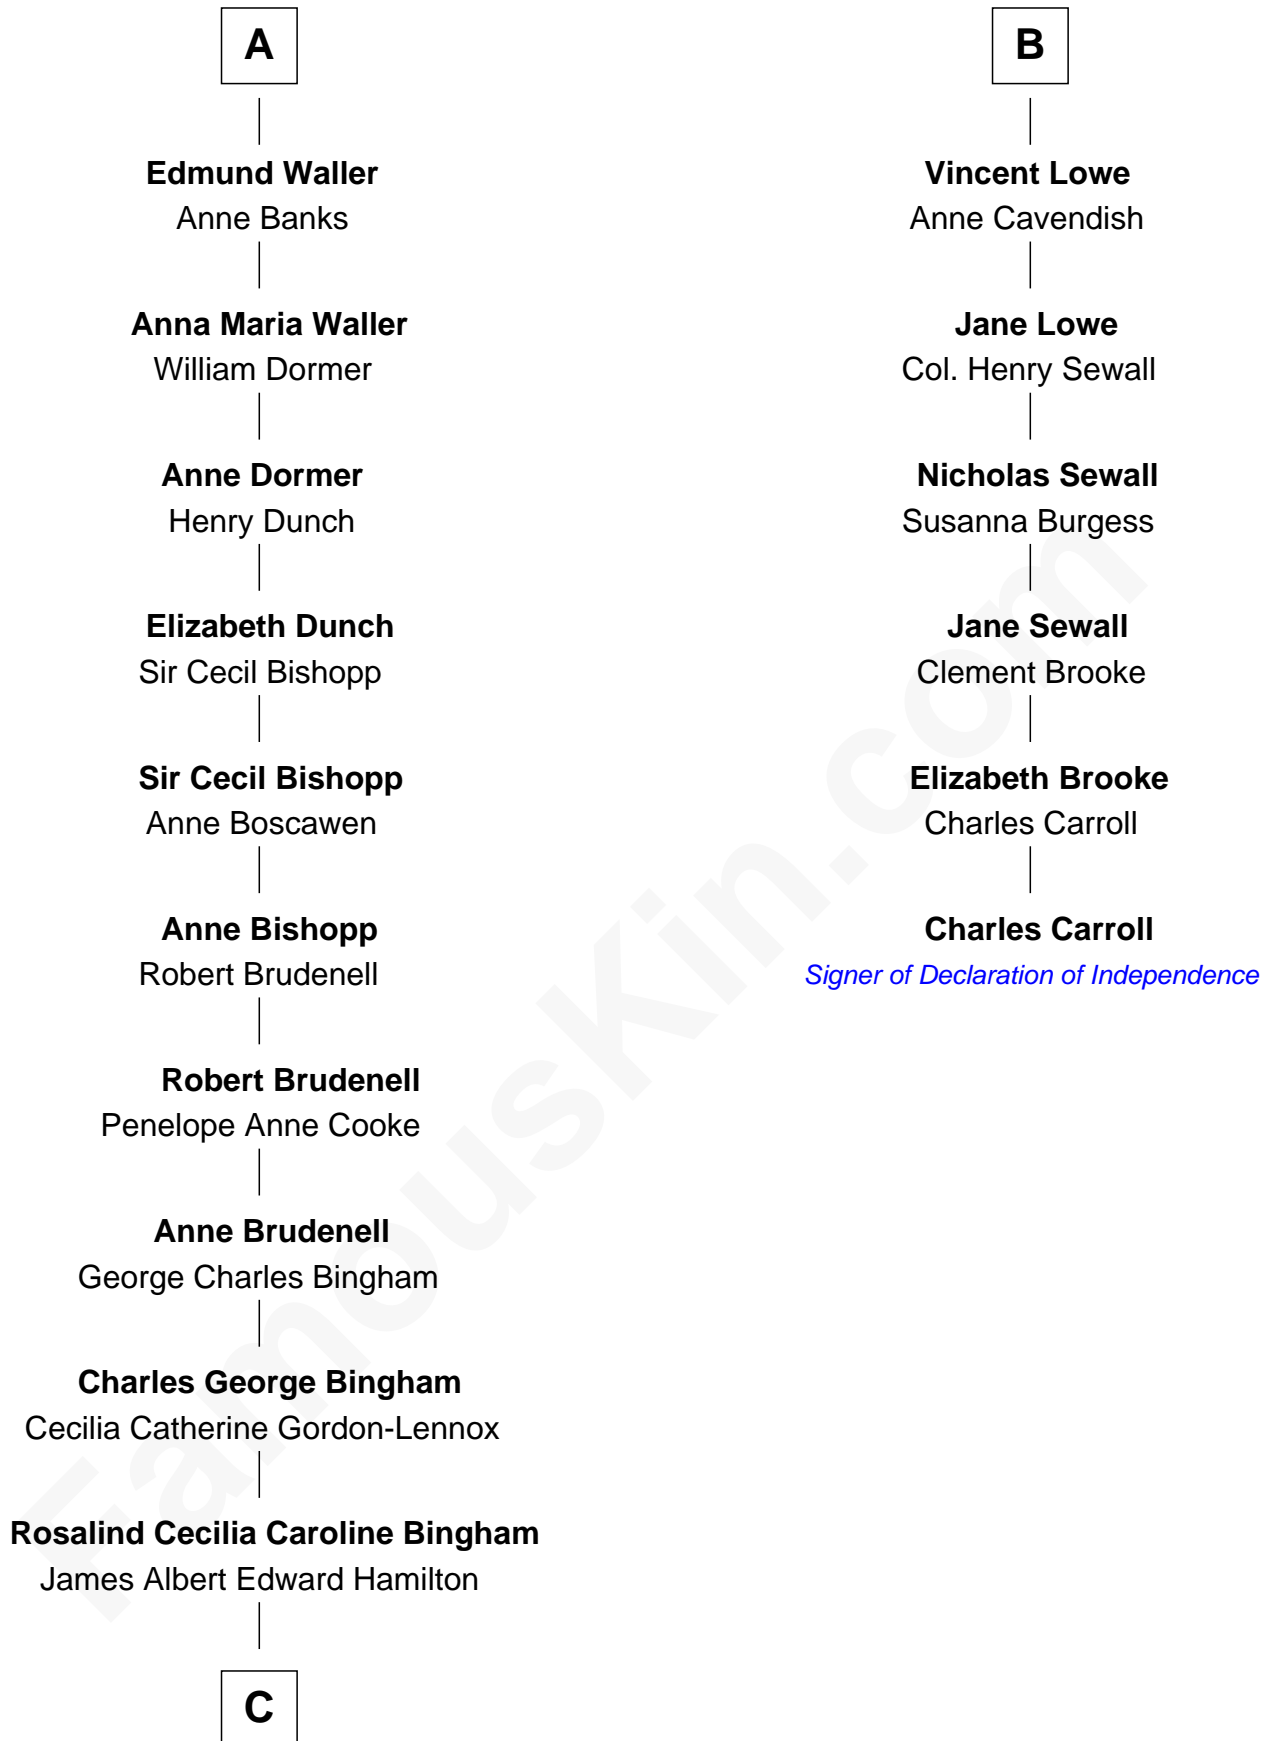 A
Edmund Waller
Anne Banks
Anna Maria Waller
William Dormer
Anne Dormer
Henry Dunch
Elizabeth Dunch
Sir Cecil Bishopp
Sir Cecil Bishopp
Anne Boscawen
Anne Bishopp
Robert Brudenell
Robert Brudenell
Penelope Anne Cooke
Anne Brudenell
George Charles Bingham
Charles George Bingham
Cecilia Catherine Gordon-Lennox
Rosalind Cecilia Caroline Bingham
James Albert Edward Hamilton
C
B
Vincent Lowe
Anne Cavendish
Jane Lowe
Col. Henry Sewall
Nicholas Sewall
Susanna Burgess
Jane Sewall
Clement Brooke
Elizabeth Brooke
Charles Carroll
Charles Carroll
Signer of Declaration of Independence
FamousKin.com